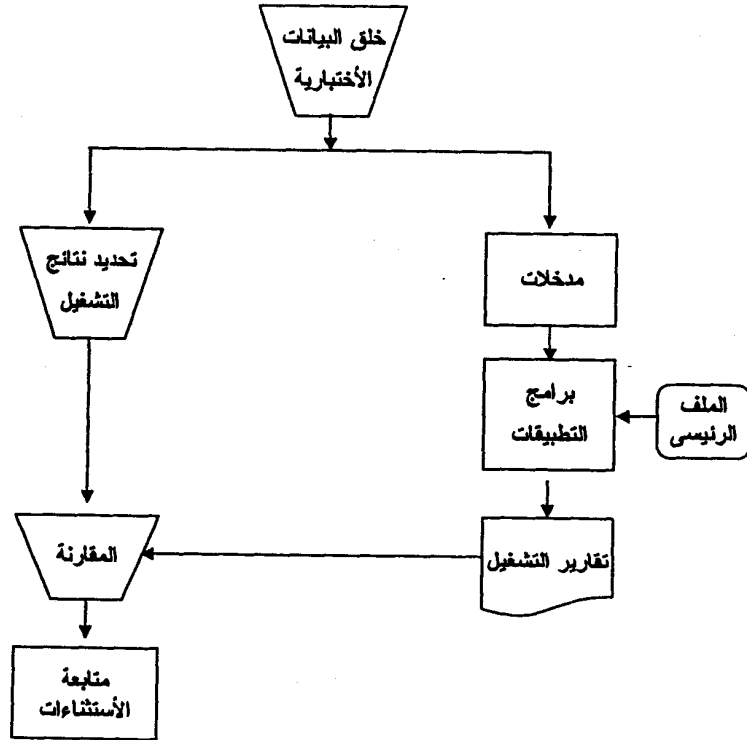 خلق البيانات
الأختبارية
تحديد نتائج
التشغيل
مدخلات
برامج
التطبيقات
الملف
الرئيسى
المقارنة
تقارير التشغيل
متابعة
الأستثناءات